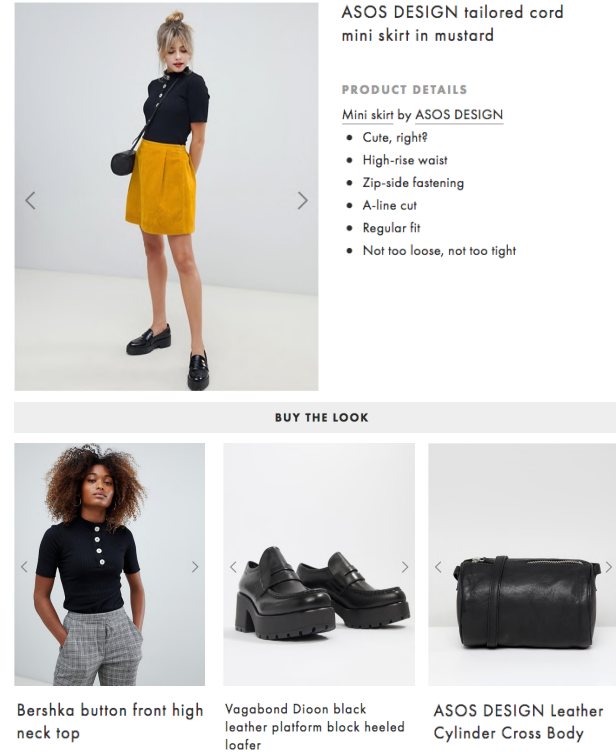 ASOS DESIGN tailored cord
mini skirt in mustard
PRODUCT DETAILS
Mini skirt by ASOS DESIGN
• Cute, right?
• High-rise waist
• Zip-side fastening
• A-line cut
• Regular fit
• Not too loose, not too tight
BUY THE LOOK
Bershka button front high
neck top
Vagabond Dioon black
leather platform block heeled
loafer
ASOS DESIGN Leather
Cylinder Cross Body